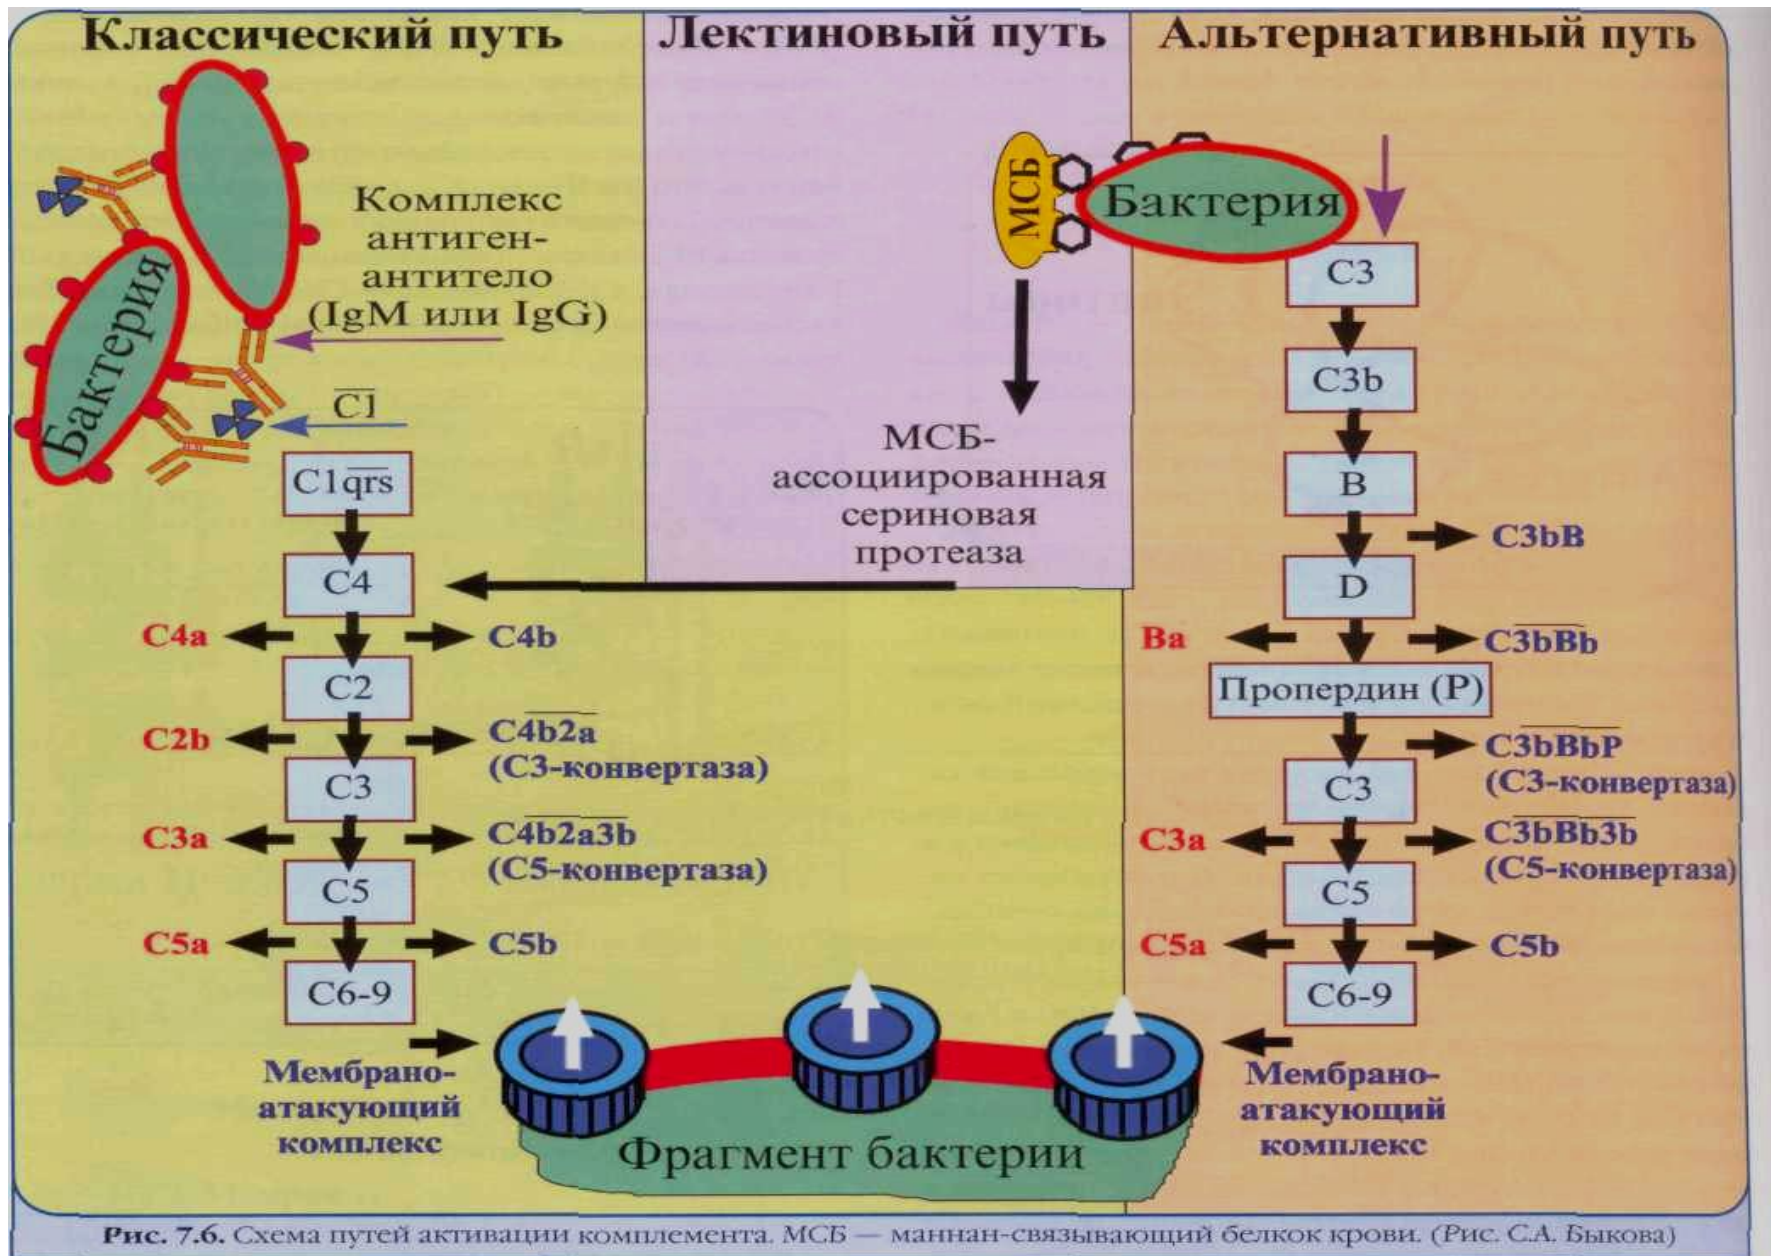 Классический путь
Лектиновый путь
Альтернативный путь
Комплекс
антиген-
антитело
(IgM или IgG)
Бактерия
C1
C1qrs
C4
C4a
C4b
C2
C2b
C4b2a
(C3-конвертаза)
C3
C3a
C4b2a3b
(C5-конвертаза)
C5
C5a
C5b
C6-9
Мембрано-
атакующий
комплекс
МСБ
Бактерия
МСБ-
ассоциированная
сериновая
протеаза
C3
C3b
B
C3bB
D
Ba
C3bBb
Пропердин (P)
C3bBbP
(C3-конвертаза)
C3
C3a
C3bBb3b
(C5-конвертаза)
C5
C5a
C5b
C6-9
Мембрано-
атакующий
комплекс
Фрагмент бактерии
Рис. 7.6. Схема путей активации комплемента. МСБ — маннан-связывающий белкок крови. (Рис. С.А. Быкова)